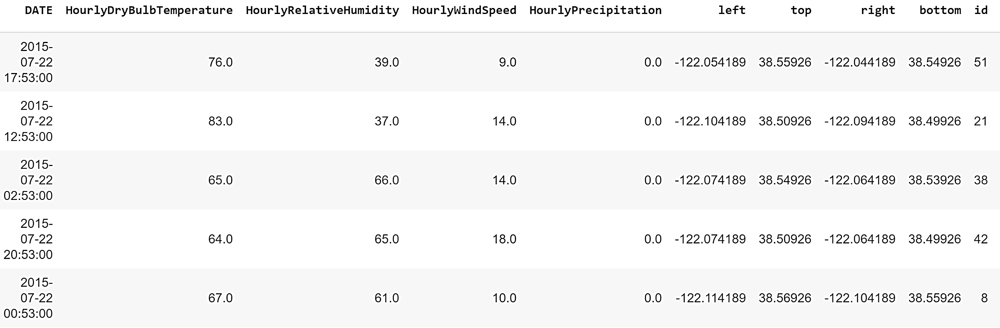 DATE HourlyDryBulbTemperature HourlyRelativeHumidity HourlyWindSpeed HourlyPrecipitation left top right bottom id
2015-
07-22 76.0 39.0 9.0 0.0 -122.054189 38.55926 -122.044189 38.54926 51
17:53:00
2015-
07-22 83.0 37.0 14.0 0.0 -122.104189 38.50926 -122.094189 38.49926 21
12:53:00
2015-
07-22 65.0 66.0 14.0 0.0 -122.074189 38.54926 -122.064189 38.53926 38
02:53:00
2015-
07-22 64.0 65.0 18.0 0.0 -122.074189 38.50926 -122.064189 38.49926 42
20:53:00
2015-
07-22 67.0 61.0 10.0 0.0 -122.114189 38.56926 -122.104189 38.55926 8
00:53:00